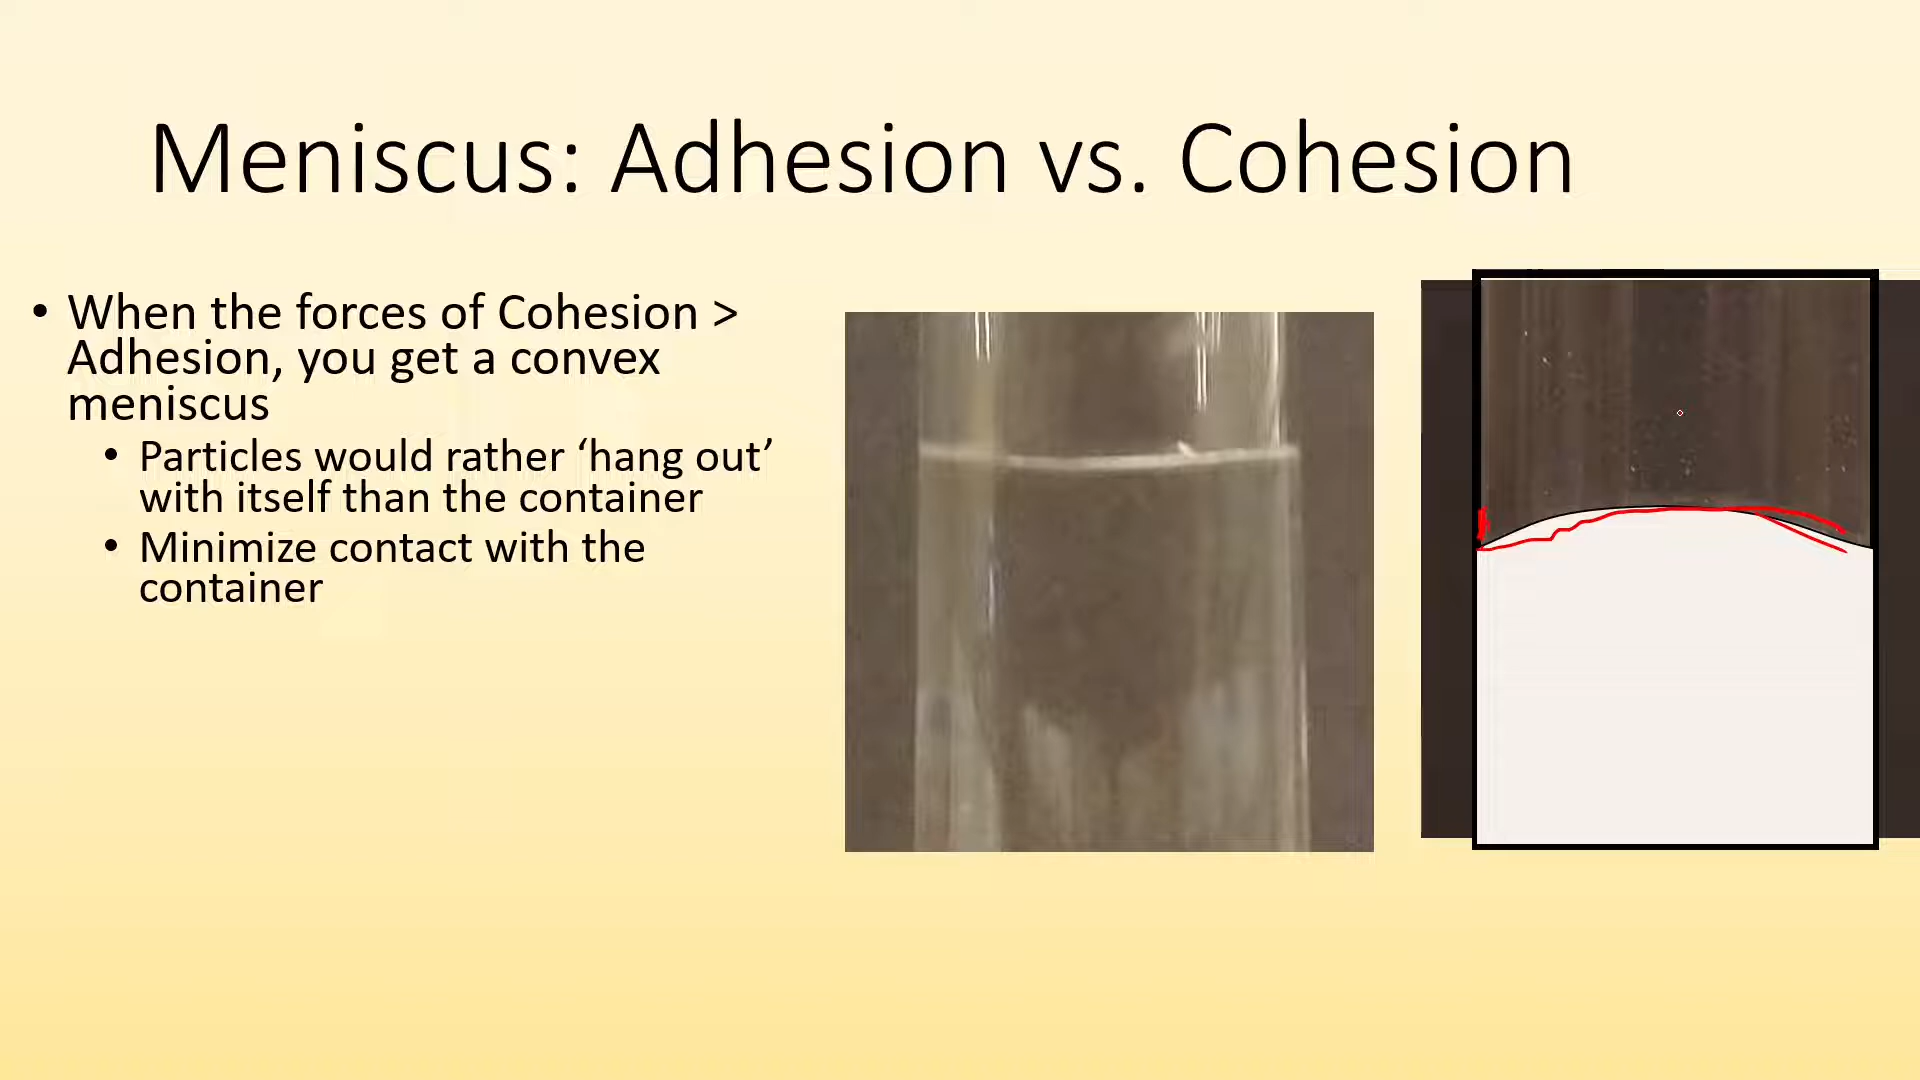 Meniscus: Adhesion vs. Cohesion
• When the forces of Cohesion >
Adhesion, you get a convex
meniscus
• Particles would rather ‘hang out’
with itself than the container
• Minimize contact with the
container